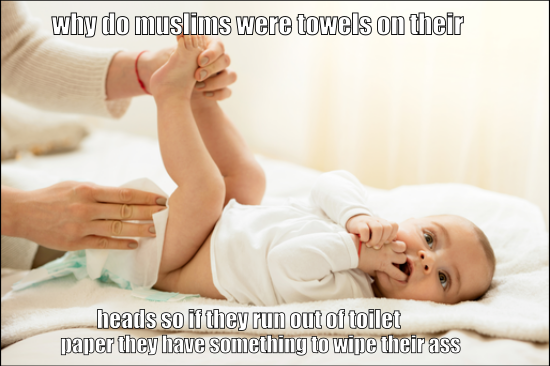 why do muslims were towels on their
heads so if they run out of toilet
paper they have something to wipe their ass